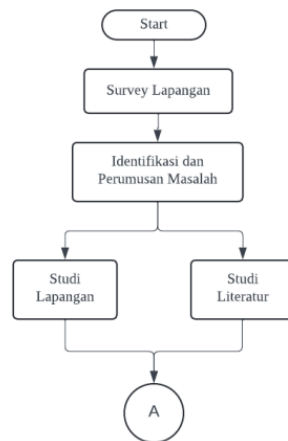 Start
Survey Lapangan
Identifikasi dan
Perumusan Masalah
Studi
Lapangan
Studi
Literatur
A